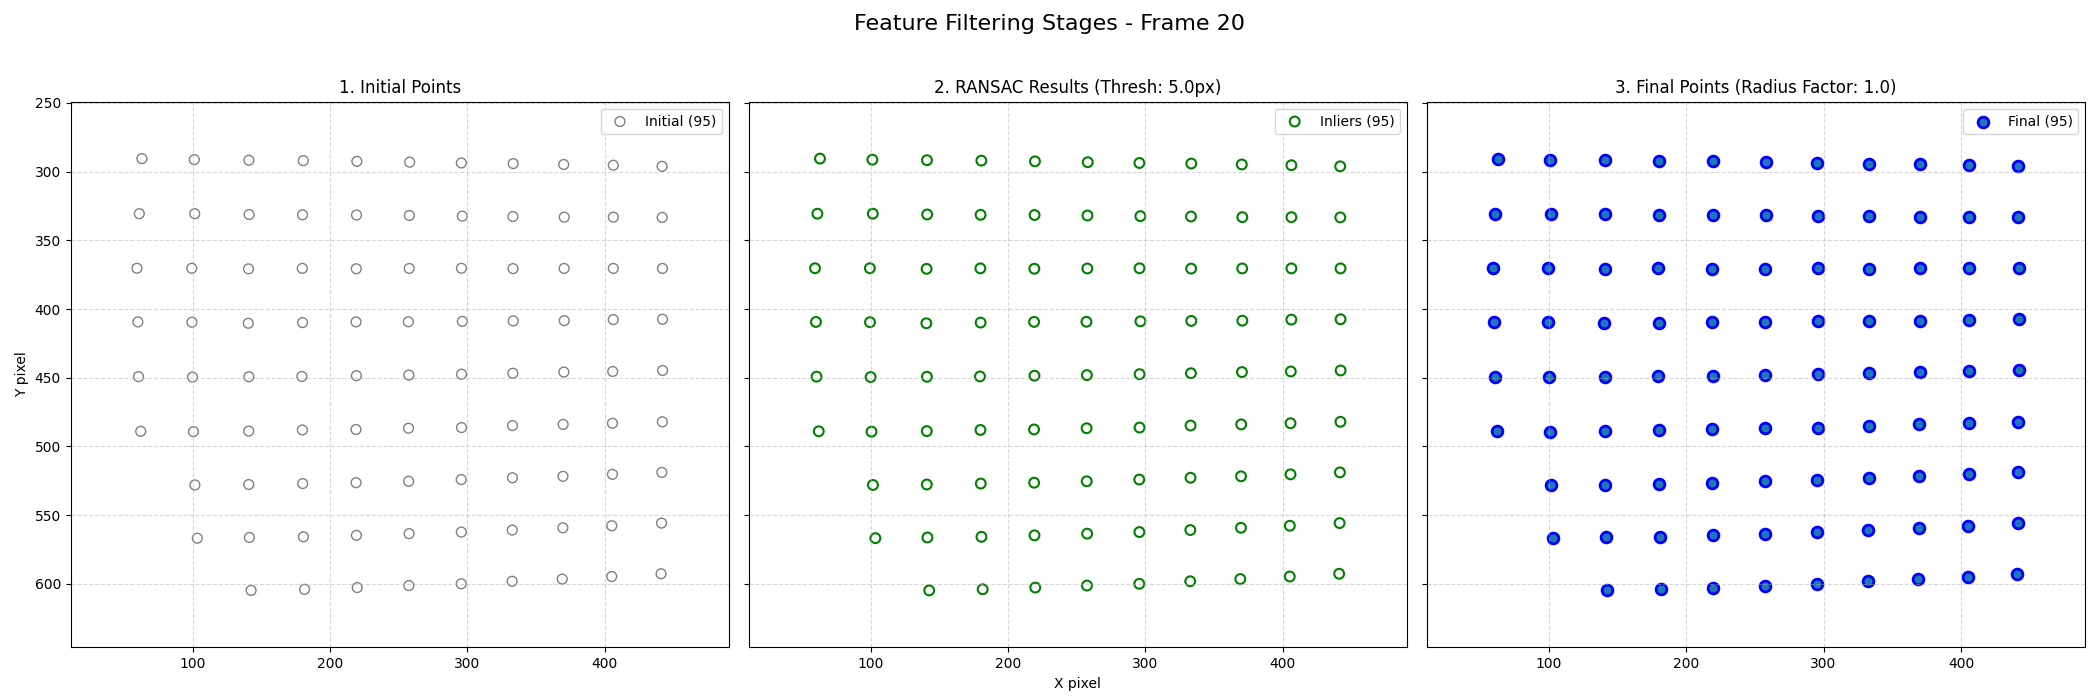 Feature Filtering Stages - Frame 20
1. Initial Points
2. RANSAC Results (Thresh: 5.0px)
3. Final Points (Radius Factor: 1.0)
Initial (95)
Inliers (95)
Final (95)
250
300
350
400
450
500
550
600
Y pixel
100 200 300 400
100 200 300 400
100 200 300 400
X pixel